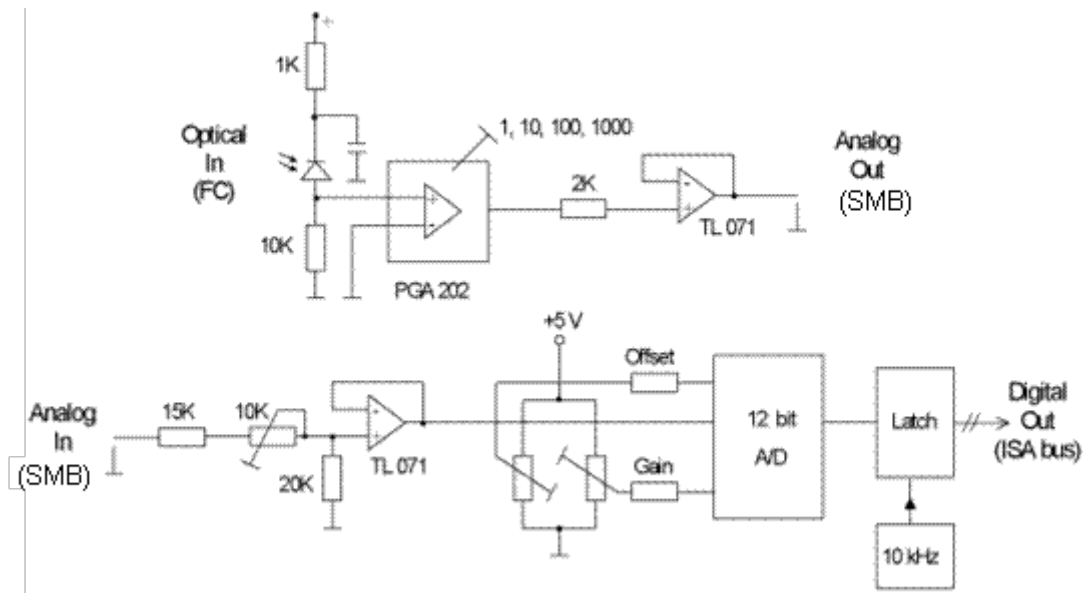 1K
Optical
In
(FC)
1, 10, 100, 1000
10K
PGA 202
2K
-
+
TL 071
Analog
Out
(SMB)
+5 V
Offset
Analog
In
(SMB)
15K
10K
20K
-
+
TL 071
Gain
12 bit
A/D
Latch
10 kHz
Digital
Out
(ISA bus)